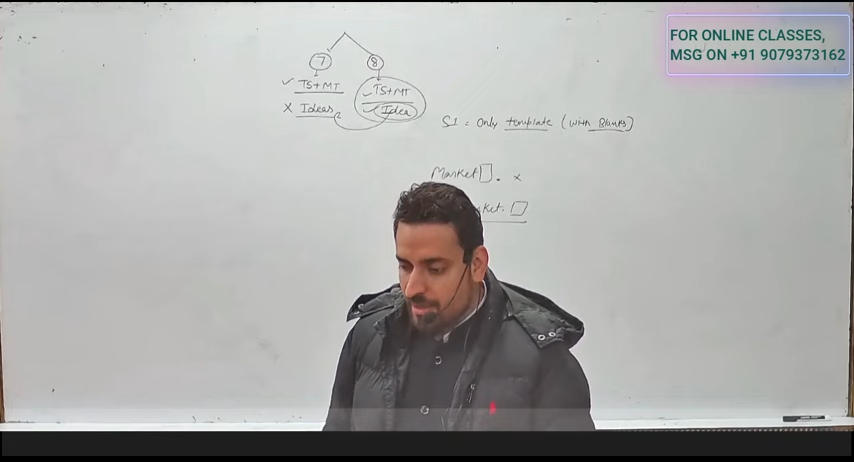 FOR ONLINE CLASSES,
MSG ON +91 9079373162
7 8
✓ TS+MT
✓ TS+MT
X Ideas
✓ Idea
S1 = Only template (with Blanks)
Market☐. ×
ket. ☐